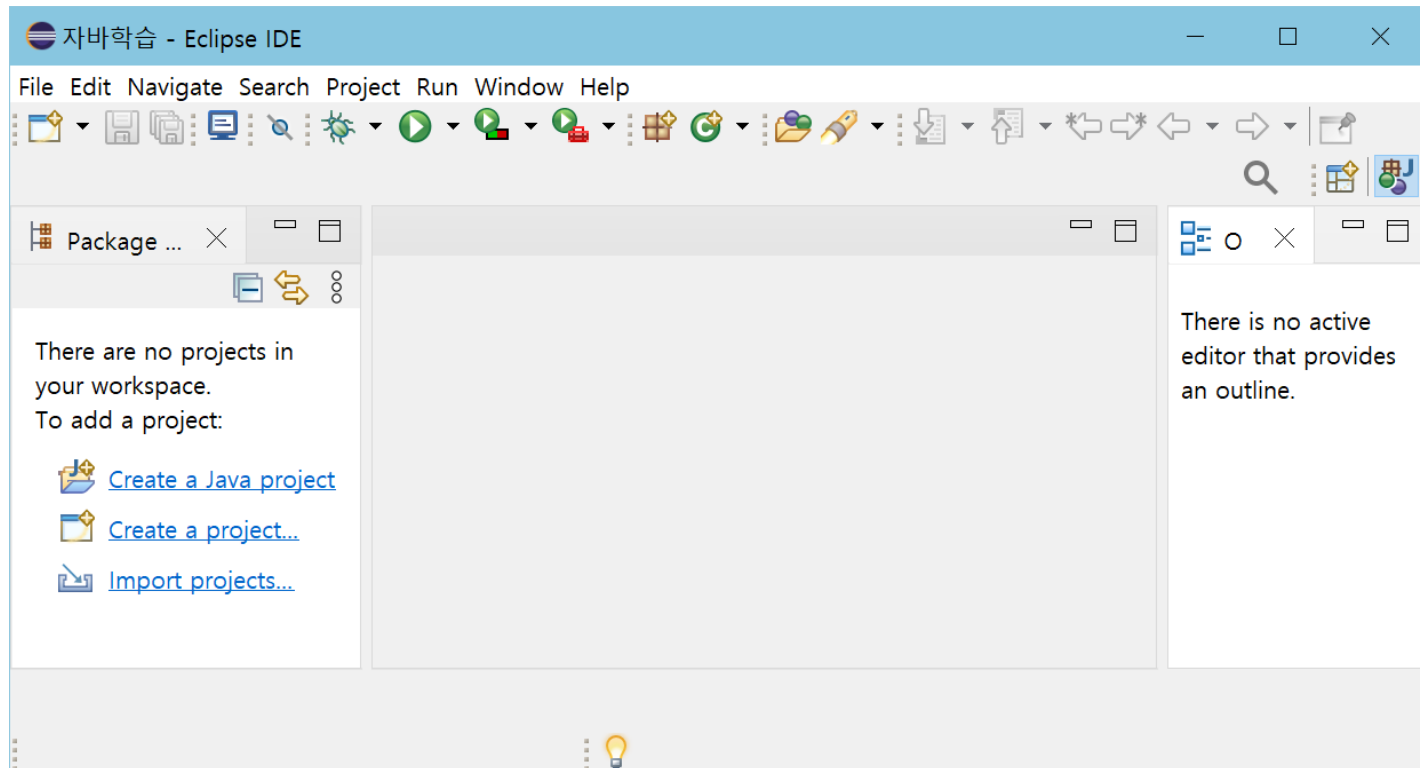 자바학습 - Eclipse IDE
File Edit Navigate Search Project Run Window Help
Package ...
O
There are no projects in
your workspace.
To add a project:
Create a Java project
Create a project...
Import projects...
There is no active
editor that provides
an outline.